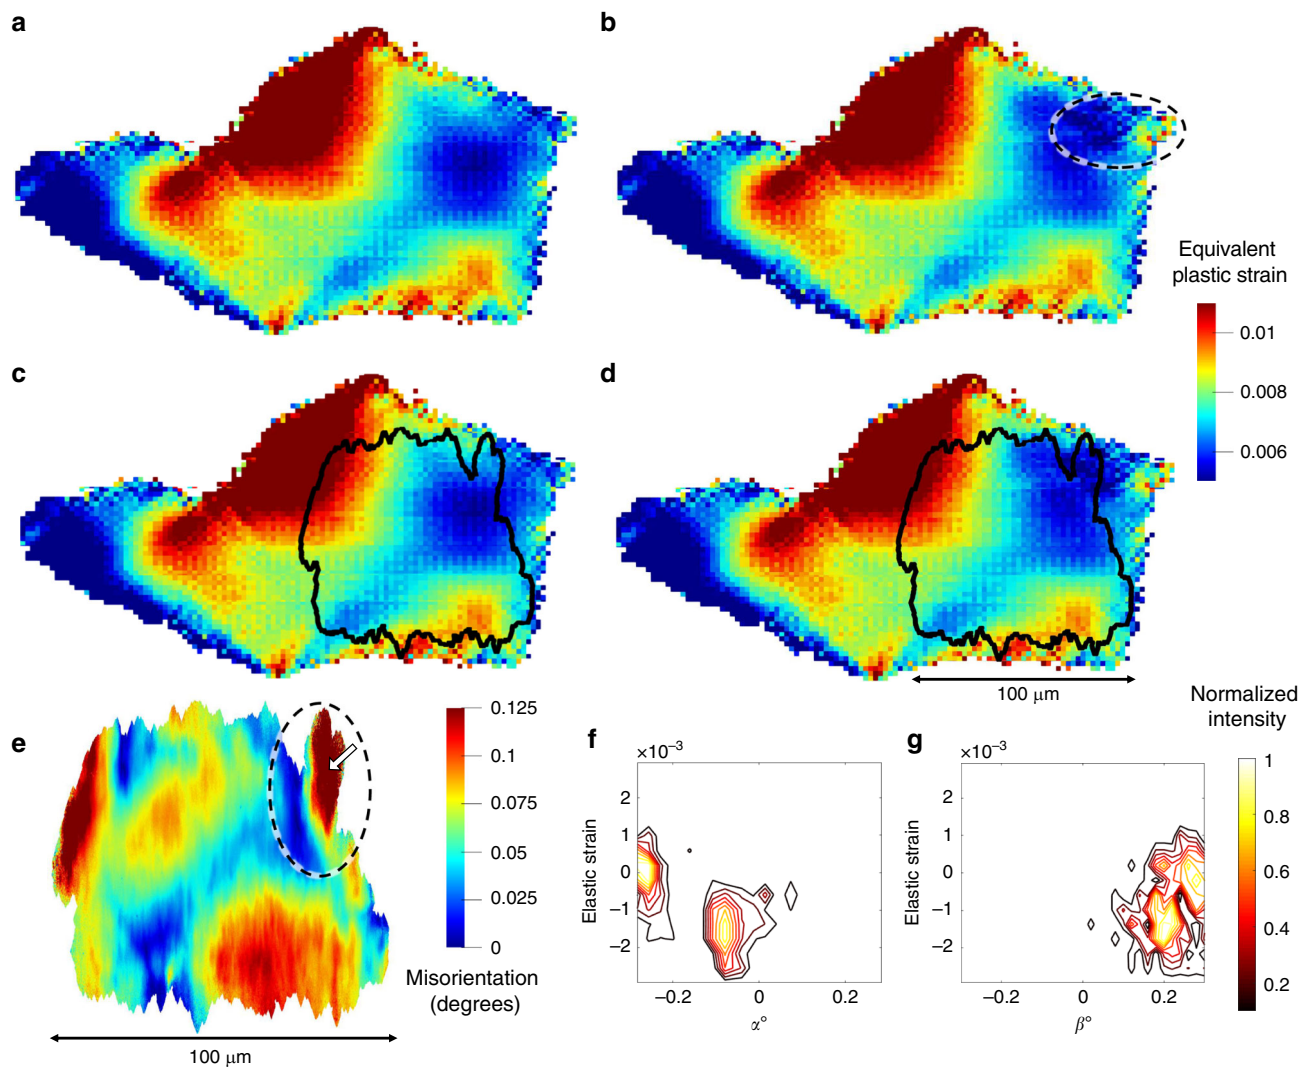 a
b
Equivalent
plastic strain
0.01
0.008
0.006
c
d
100 µm
e
0.125
0.1
0.075
0.05
0.025
0
Misorientation
(degrees)
100 µm
f
×10⁻³
2
1
0
−1
−2
Elastic strain
−0.2
0
0.2
α°
g
×10⁻³
2
1
0
−1
−2
Elastic strain
−0.2
0
0.2
β°
Normalized
intensity
1
0.8
0.6
0.4
0.2